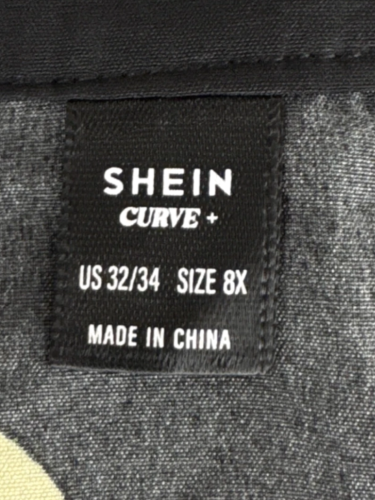 SHEIN
CURVE +
US 32/34 SIZE 8X
MADE IN CHINA